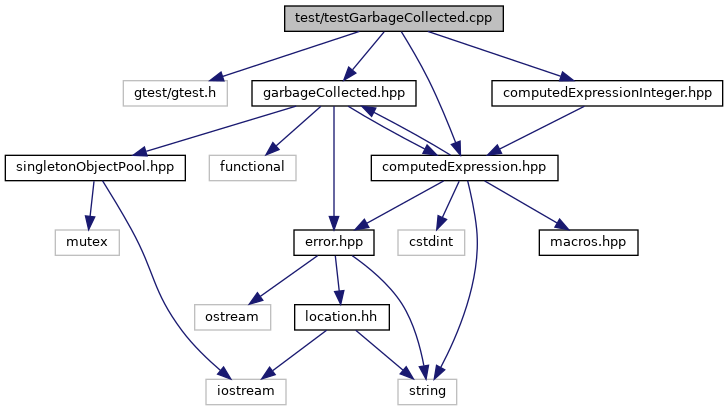 test/testGarbageCollected.cpp
gtest/gtest.h
garbageCollected.hpp
computedExpressionInteger.hpp
singletonObjectPool.hpp
functional
computedExpression.hpp
mutex
error.hpp
cstdint
macros.hpp
ostream
location.hh
iostream
string